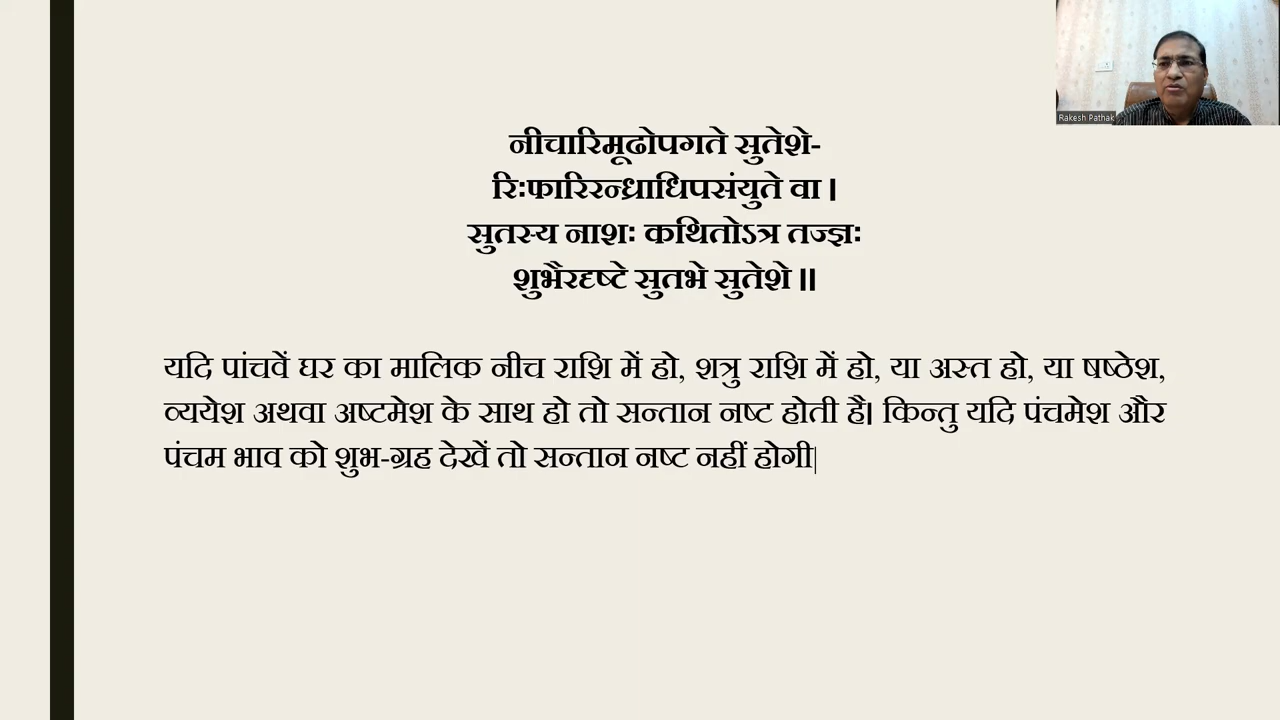 Rakesh Pathak
नीचारिमूढोपगते सुतेशे-
रिःफारिरन्ध्राधिपसंयुते वा ।
सुतस्य नाशः कथितोऽत्र तज्ज्ञः
शुभैरदृष्टे सुतभे सुतेशे ॥
यदि पांचवें घर का मालिक नीच राशि में हो, शत्रु राशि में हो, या अस्त हो, या षष्ठेश,
व्ययेश अथवा अष्टमेश के साथ हो तो सन्तान नष्ट होती है। किन्तु यदि पंचमेश और
पंचम भाव को शुभ-ग्रह देखें तो सन्तान नष्ट नहीं होगी